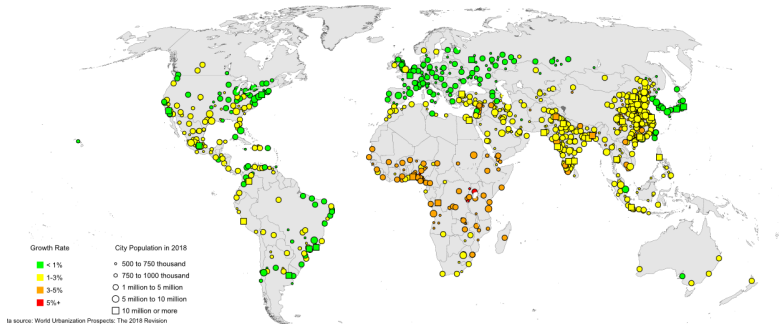 Growth Rate
< 1%
1-3%
3-5%
5%+
City Population in 2018
500 to 750 thousand
750 to 1000 thousand
1 million to 5 million
5 million to 10 million
10 million or more
ta source: World Urbanization Prospects: The 2018 Revision